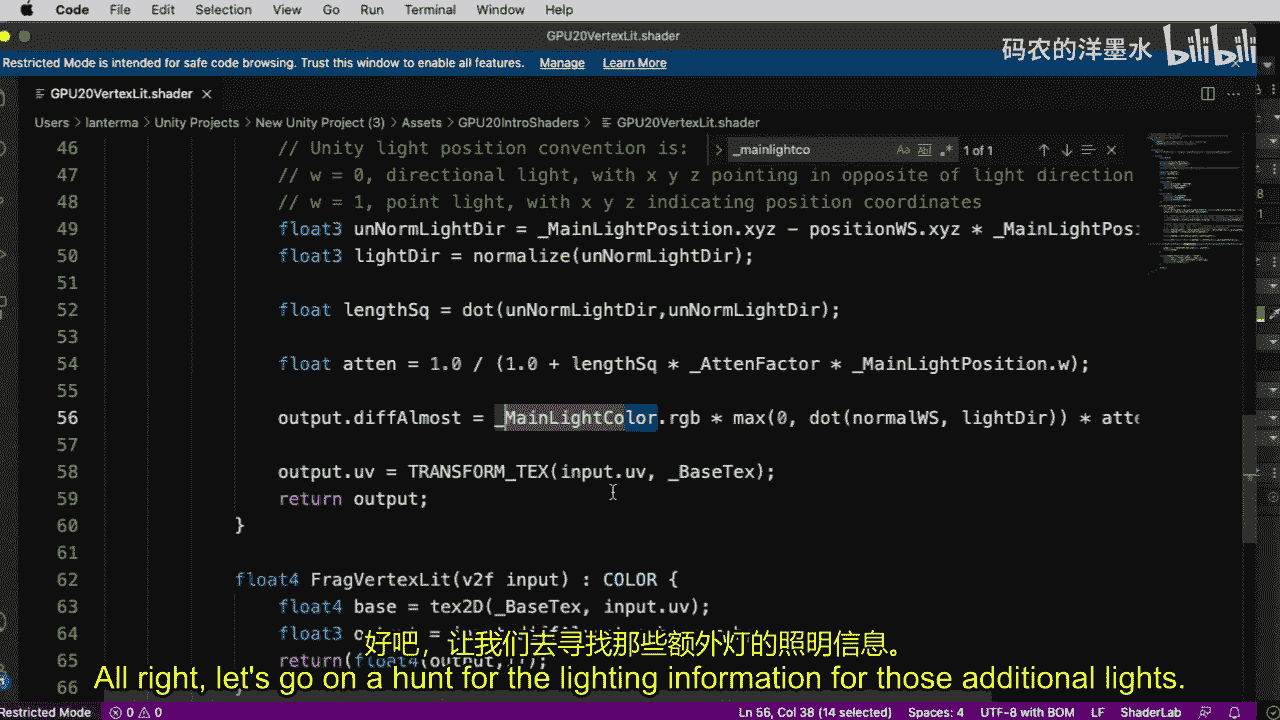 Code File Edit Selection View Go Run Terminal Window Help
GPU20VertexLit.shader
码农的洋墨水 bilibili
Restricted Mode is intended for safe code browsing. Trust this window to enable all features. Manage Learn More
GPU20VertexLit.shader
Users > lanterma > Unity Projects > New Unity Project (3) > Assets > GPU20IntroShaders > GPU20VertexLit.shader
_mainlightco Aa ab .* 1 of 1
46 // Unity light position convention is:
47 // w = 0, directional light, with x y z pointing in opposite of light direction
48 // w = 1, point light, with x y z indicating position coordinates
49 float3 unNormLightDir = _MainLightPosition.xyz - positionWS.xyz * _MainLightPos
50 float3 lightDir = normalize(unNormLightDir);
51
52 float lengthSq = dot(unNormLightDir,unNormLightDir);
53
54 float atten = 1.0 / (1.0 + lengthSq * _AttenFactor * _MainLightPosition.w);
55
56 output.diffAlmost = _MainLightColor.rgb * max(0, dot(normalWS, lightDir)) * atte
57
58 output.uv = TRANSFORM_TEX(input.uv, _BaseTex);
59 return output;
60 }
61
62 float4 FragVertexLit(v2f input) : COLOR {
63 float4 base = tex2D(_BaseTex, input.uv);
64 float3
65 return(float4(output,
66
好吧，让我们去寻找那些额外灯的照明信息。
All right, let's go on a hunt for the lighting information for those additional lights.
Restricted Mode 0 0 Ln 56, Col 38 (14 selected) Spaces: 4 UTF-8 with BOM LF ShaderLab